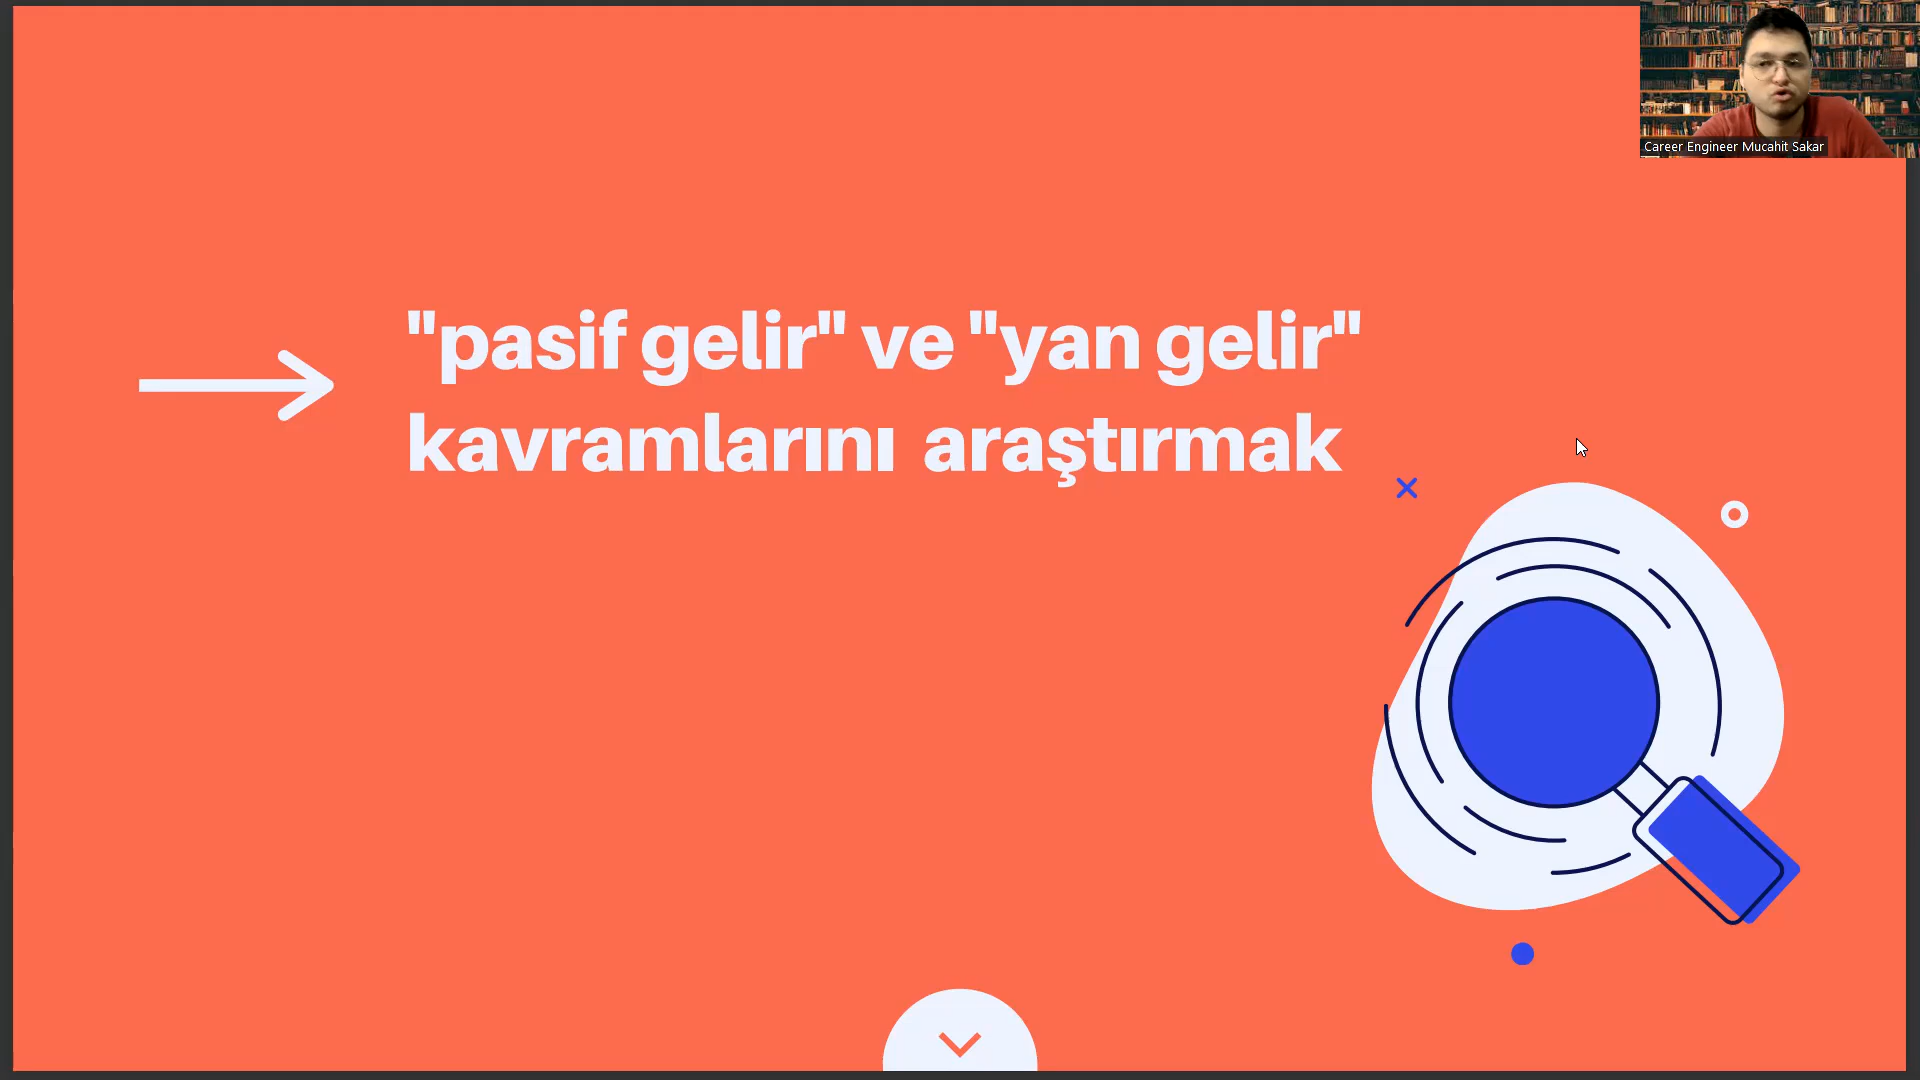 Career Engineer Mucahit Sakar
"pasif gelir" ve "yan gelir"
kavramlarını araştırmak